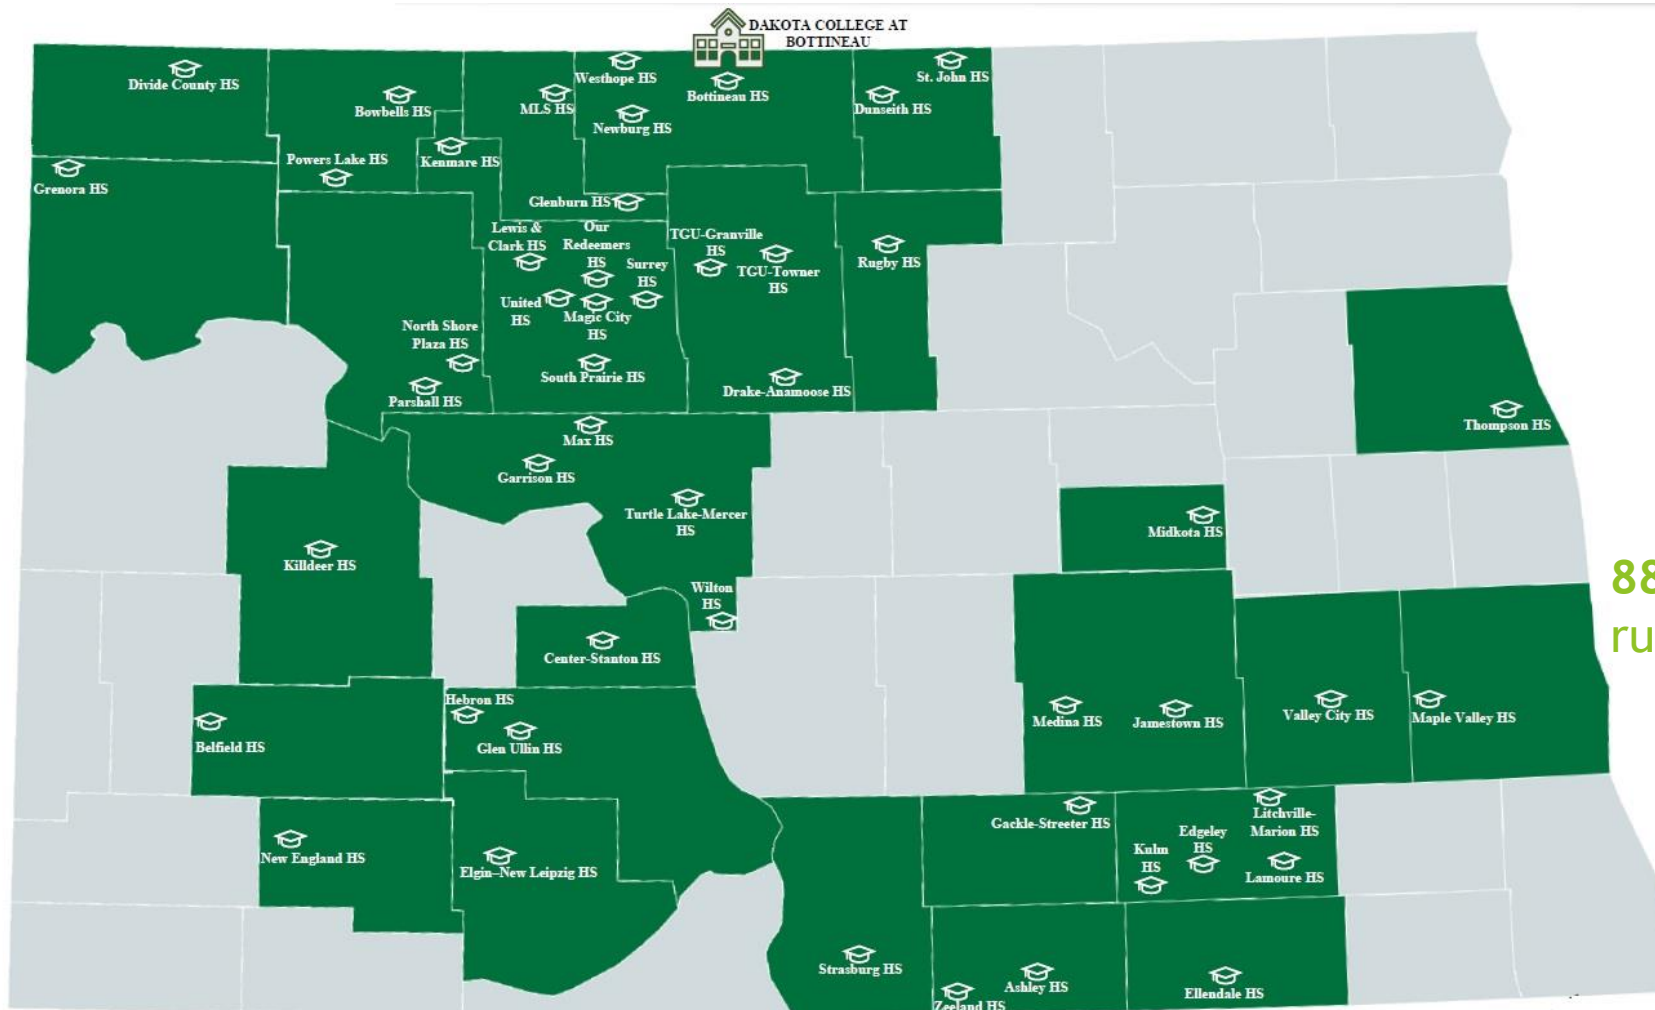 DAKOTA COLLEGE AT
BOTTINEAU
Divide County HS
Bowbells HS
MLS HS
Westhope HS
Newburg HS
Bottineau HS
St. John HS
Dunseith HS
Grenora HS
Powers Lake HS
Kenmare HS
Glenburn HS
Lewis &
Clark HS
Our
Redeemers
HS
Surrey
HS
United
HS
Magic City
HS
South Prairie HS
TGU-Granville
HS
TGU-Towner
HS
Rugby HS
North Shore
Plaza HS
Parshall HS
Drake-Anamoose HS
Thompson HS
Max HS
Garrison HS
Turtle Lake-Mercer
HS
Wilton
HS
Killdeer HS
Midkota HS
88
ru
Center-Stanton HS
Hebron HS
Glen Ullin HS
Belfield HS
Medina HS
Jamestown HS
Valley City HS
Maple Valley HS
New England HS
Elgin–New Leipzig HS
Gackle-Streeter HS
Kulm
HS
Edgeley
HS
Litchville-
Marion HS
Lamoure HS
Strasburg HS
Zeeland HS
Ashley HS
Ellendale HS